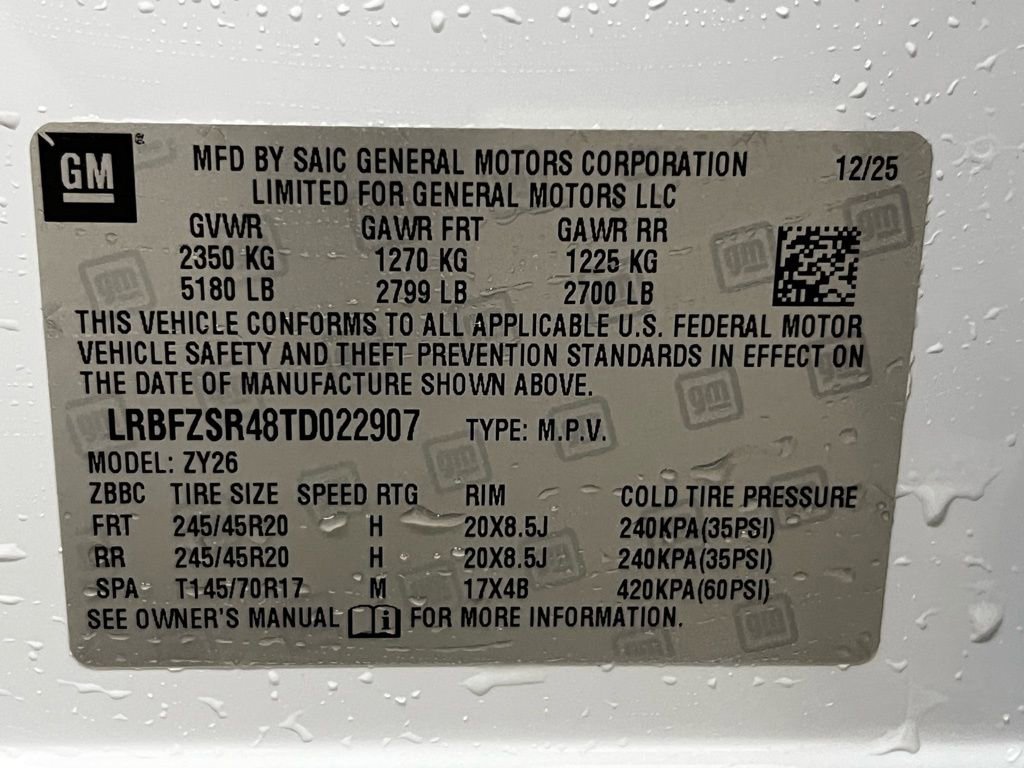 GM
MFD BY SAIC GENERAL MOTORS CORPORATION 12/25
LIMITED FOR GENERAL MOTORS LLC
GVWR GAWR FRT GAWR RR
2350 KG 1270 KG 1225 KG
5180 LB 2799 LB 2700 LB
THIS VEHICLE CONFORMS TO ALL APPLICABLE U.S. FEDERAL MOTOR
VEHICLE SAFETY AND THEFT PREVENTION STANDARDS IN EFFECT ON
THE DATE OF MANUFACTURE SHOWN ABOVE.
LRBFZSR48TD022907 TYPE: M.P.V.
MODEL: ZY26
ZBBC TIRE SIZE SPEED RTG RIM COLD TIRE PRESSURE
FRT 245/45R20 H 20X8.5J 240KPA(35PSI)
RR 245/45R20 H 20X8.5J 240KPA(35PSI)
SPA T145/70R17 M 17X4B 420KPA(60PSI)
SEE OWNER'S MANUAL i FOR MORE INFORMATION.